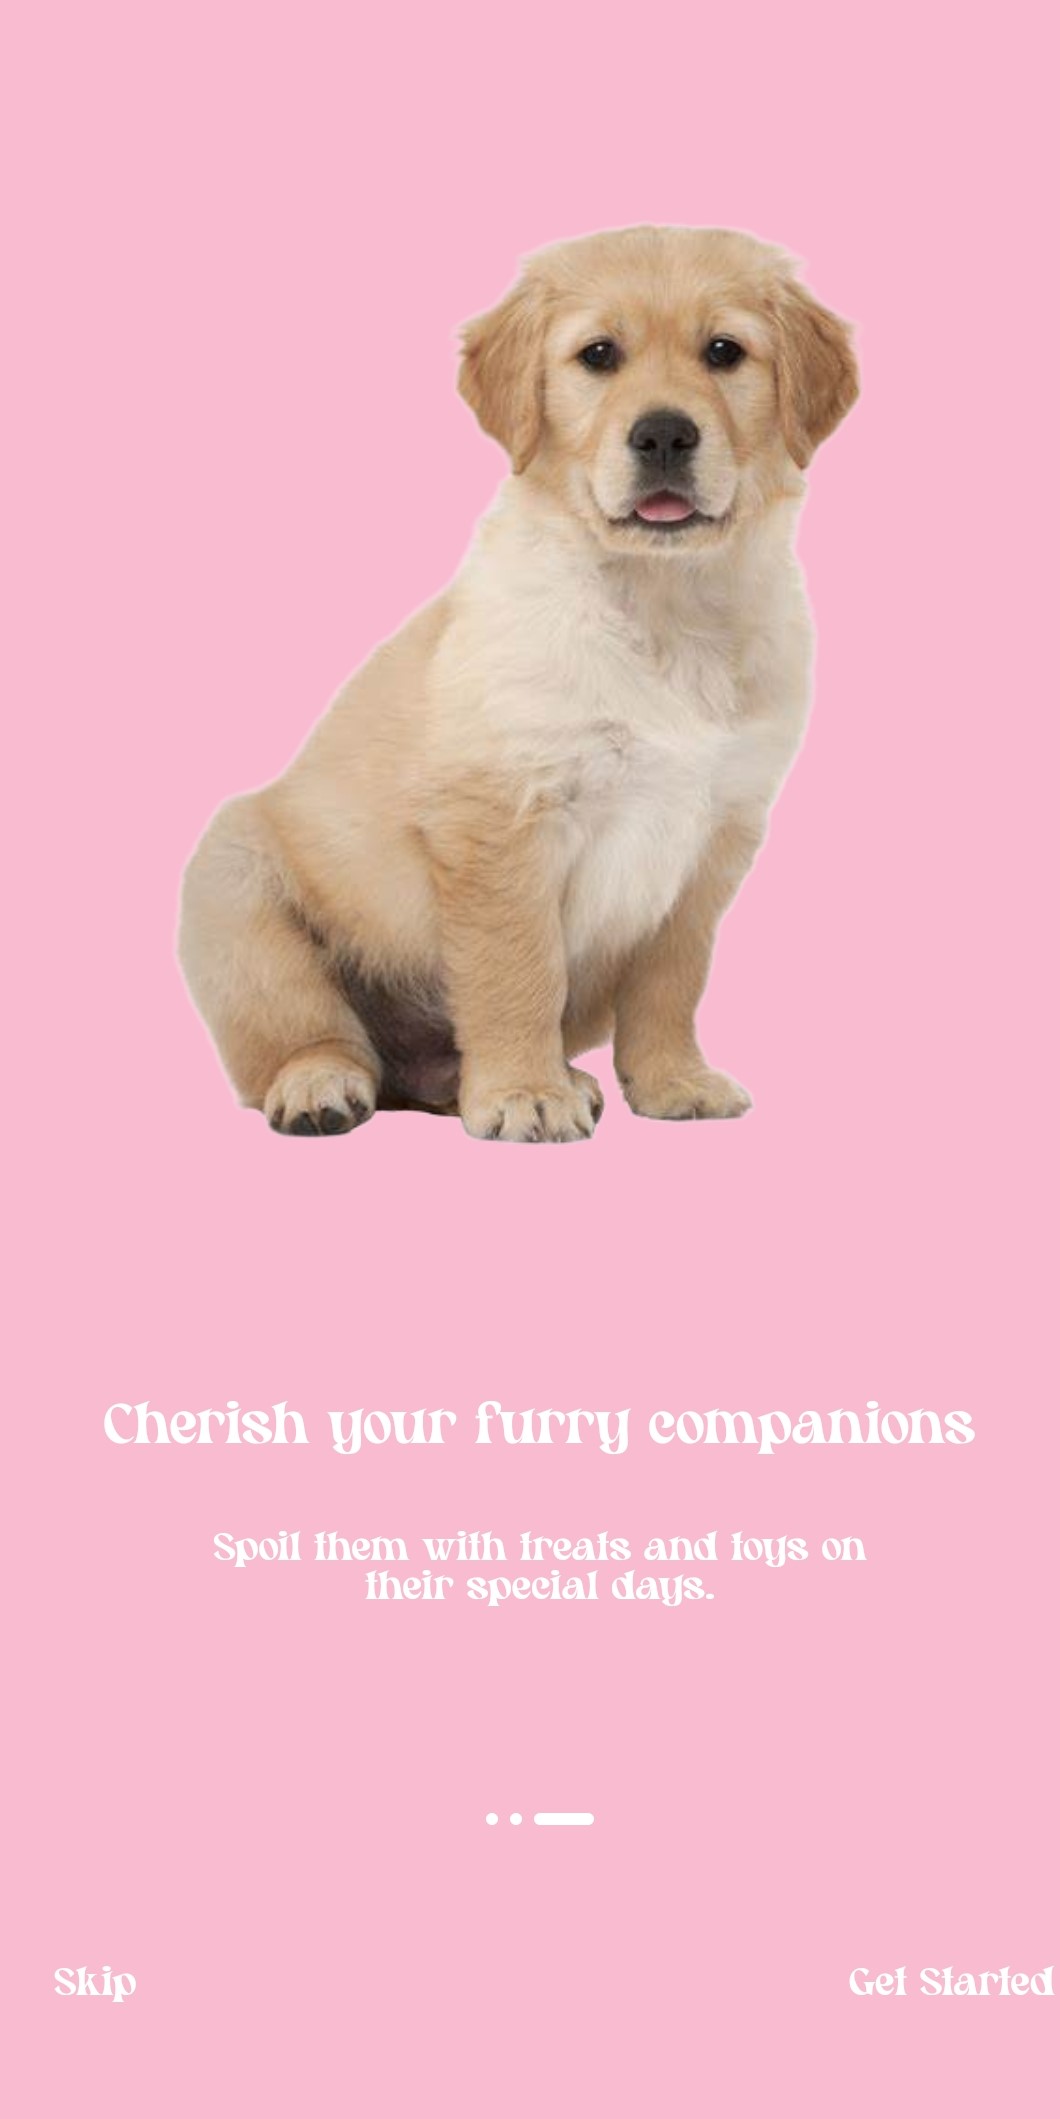 Cherish your furry companions
Spoil them with treats and toys on
their special days.
Skip
Get Started